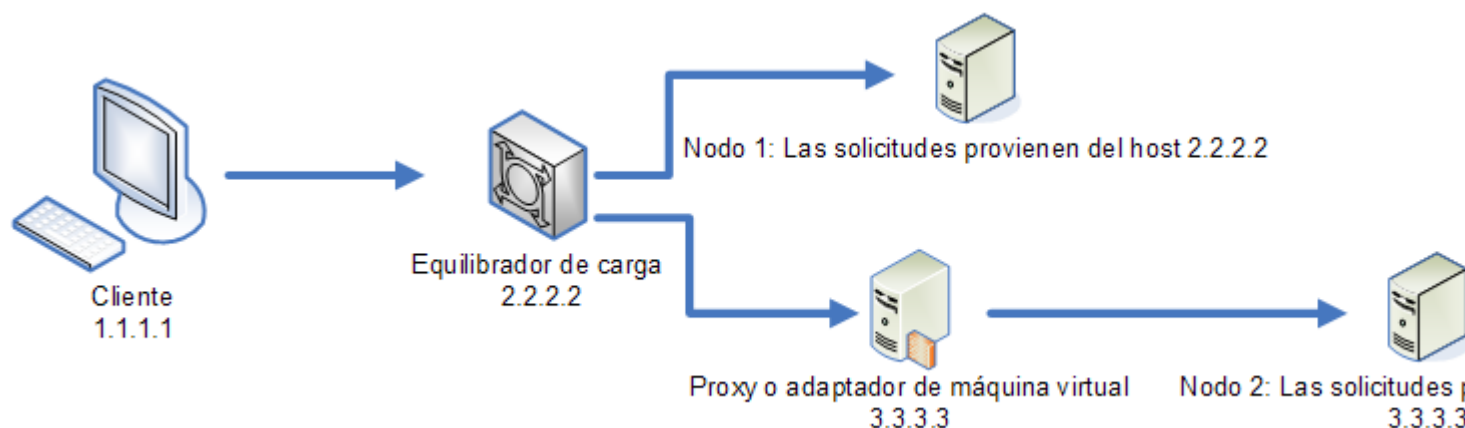 Nodo 1: Las solicitudes provienen del host 2.2.2.2
Equilibrador de carga
2.2.2.2
Cliente
1.1.1.1
Proxy o adaptador de máquina virtual
3.3.3.3
Nodo 2: Las solicitudes
3.3.3.3